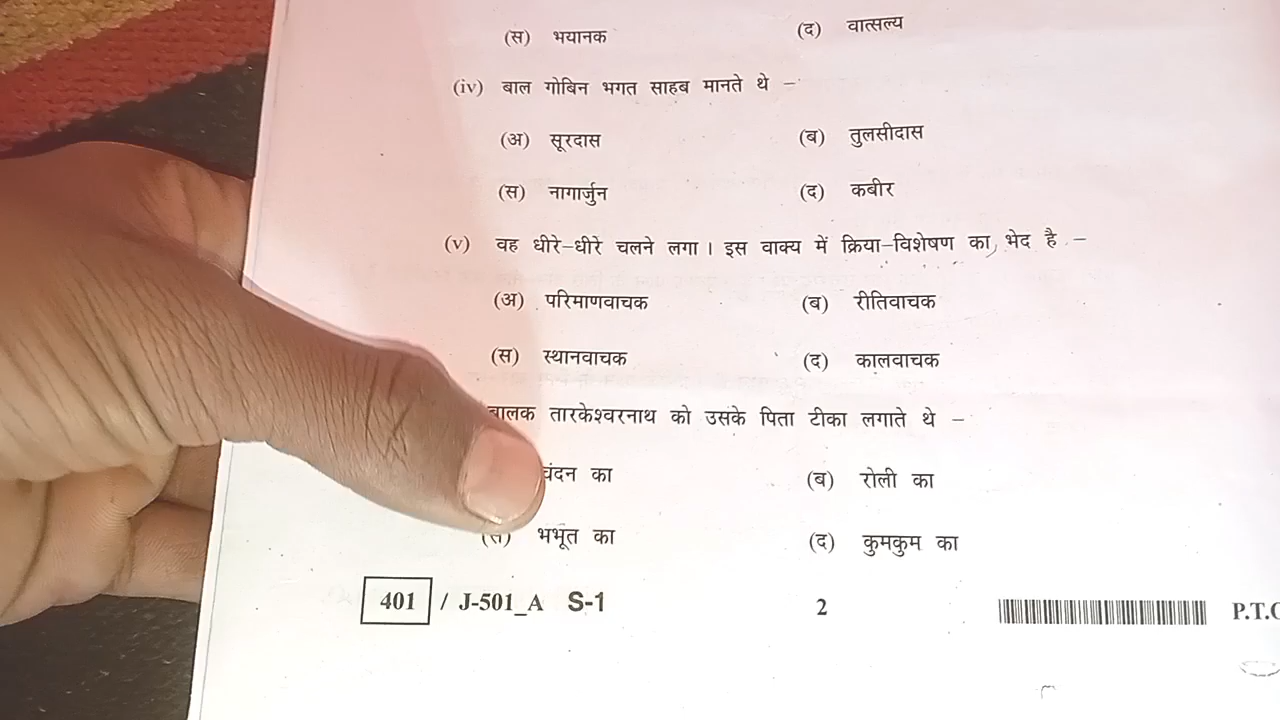 (स) भयानक (द) वात्सल्य
(iv) बाल गोबिन भगत साहब मानते थे –
(अ) सूरदास (ब) तुलसीदास
(स) नागार्जुन (द) कबीर
(v) वह धीरे–धीरे चलने लगा। इस वाक्य में क्रिया–विशेषण का भेद है –
(अ) परिमाणवाचक (ब) रीतिवाचक
(स) स्थानवाचक (द) कालवाचक
बालक तारकेश्वरनाथ को उसके पिता टीका लगाते थे –
चंदन का (ब) रोली का
(स) भभूत का (द) कुमकुम का
401 / J-501_A S-1 2 P.T.